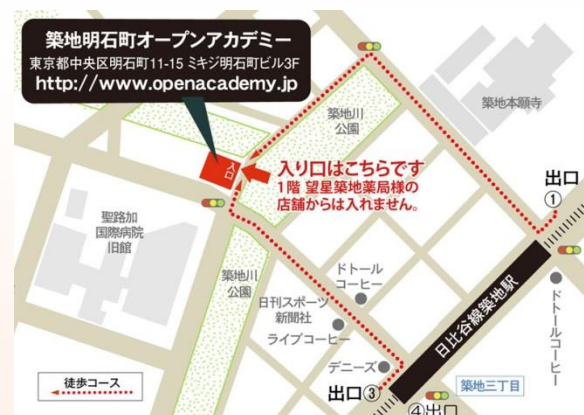 築地明石町オープンアカデミー
東京都中央区明石町11-15 ミキジ明石町ビル3F
http://www.openacademy.jp
築地本願寺
築地川
公園
入口
入り口はこちらです
1階 望星築地薬局様の
店舗からは入れません。
出口
①
聖路加
国際病院
旧館
築地川
公園
ドトール
コーヒー
日刊スポーツ
新聞社
ライブコーヒー
日比谷線築地駅
ドトールコーヒー
デニーズ
徒歩コース
出口③
築地三丁目
④出口